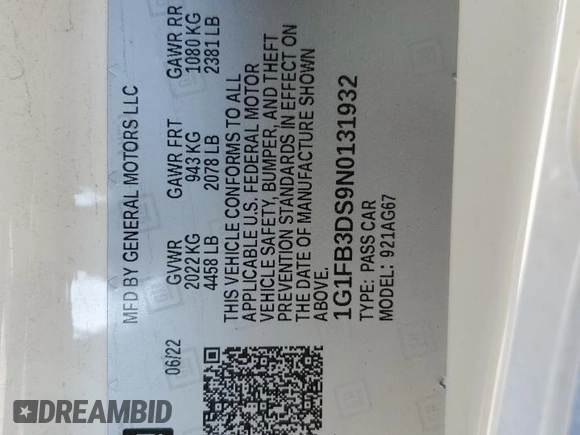 MFD BY GENERAL MOTORS LLC
06/22 GVWR GAWR FRT GAWR RR
2022 KG 943 KG 1080 KG
4458 LB 2078 LB 2381 LB
THIS VEHICLE CONFORMS TO ALL
APPLICABLE U.S. FEDERAL MOTOR
VEHICLE SAFETY, BUMPER, AND THEFT
PREVENTION STANDARDS IN EFFECT ON
THE DATE OF MANUFACTURE SHOWN
ABOVE.
1G1FB3DS9N0131932
TYPE: PASS CAR
MODEL: 921AG67
DREAMBID